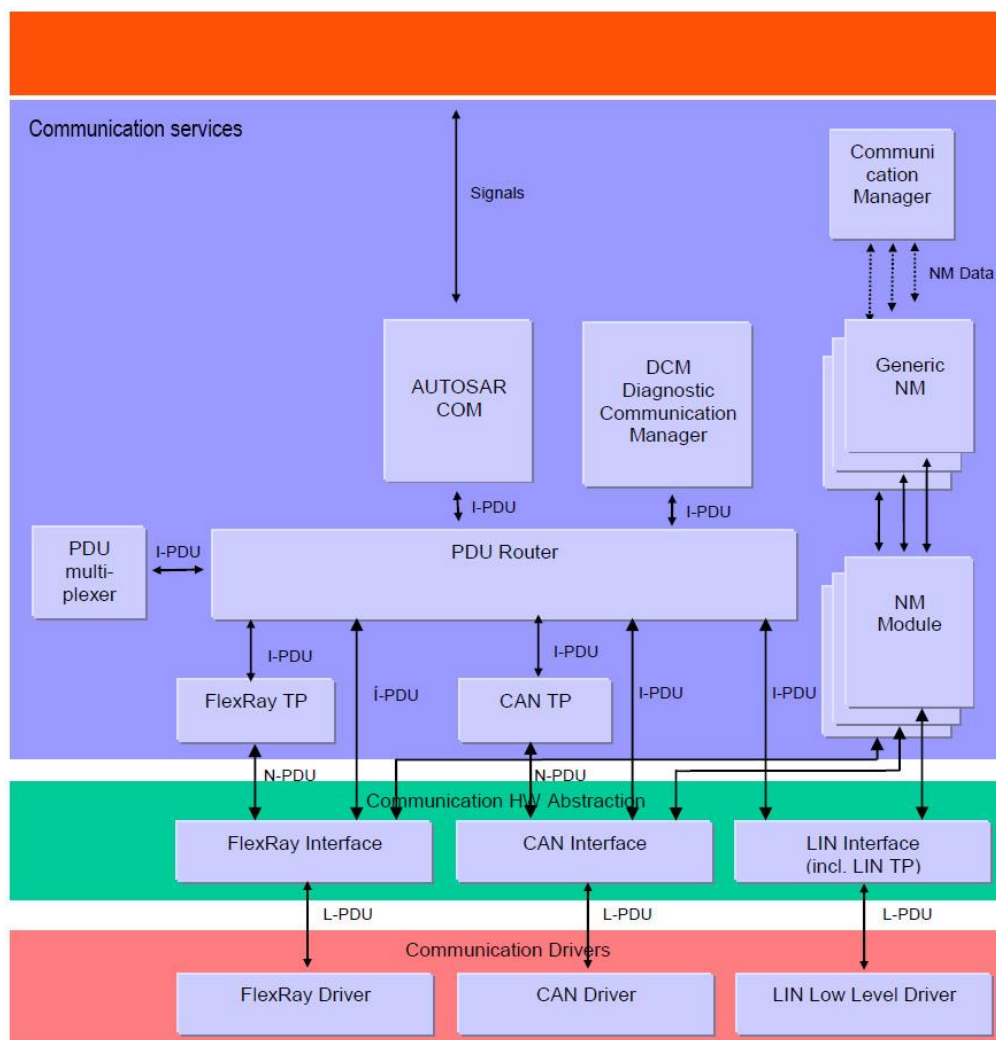 Communication services
Communi
cation
Manager
Signals
NM Data
AUTOSAR
COM
DCM
Diagnostic
Communication
Manager
Generic
NM
I-PDU
I-PDU
PDU
multi-
plexer
I-PDU
PDU Router
NM
Module
I-PDU
I-PDU
I-PDU
I-PDU
I-PDU
FlexRay TP
CAN TP
N-PDU
N-PDU
Communication HW Abstraction
FlexRay Interface
CAN Interface
LIN Interface
(incl. LIN TP)
L-PDU
L-PDU
L-PDU
Communication Drivers
FlexRay Driver
CAN Driver
LIN Low Level Driver